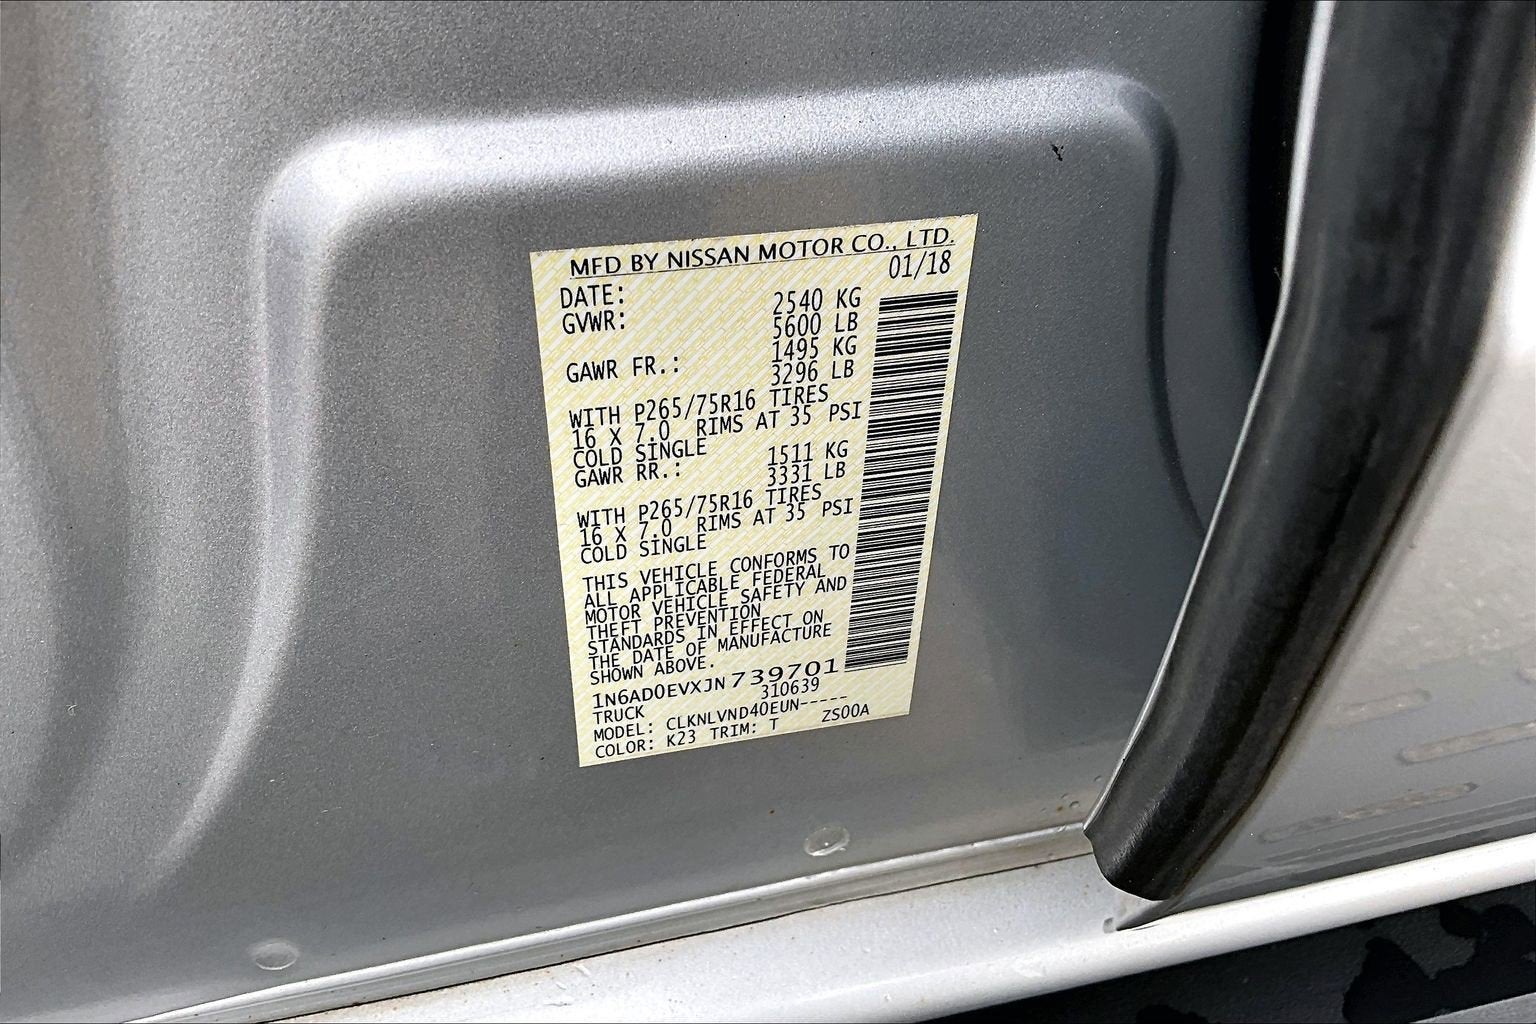 MFD BY NISSAN MOTOR CO., LTD.
DATE: 01/18
GVWR: 2540 KG
5600 LB
GAWR FR.: 1495 KG
3296 LB
WITH P265/75R16 TIRES
16 X 7.0 RIMS AT 35 PSI
COLD SINGLE
GAWR RR.: 1511 KG
3331 LB
WITH P265/75R16 TIRES
16 X 7.0 RIMS AT 35 PSI
COLD SINGLE
THIS VEHICLE CONFORMS TO
ALL APPLICABLE FEDERAL
MOTOR VEHICLE SAFETY AND
THEFT PREVENTION
STANDARDS IN EFFECT ON
THE DATE OF MANUFACTURE
SHOWN ABOVE.
1N6AD0EVXJN739701
TRUCK 310639
MODEL: CLKNLVND40EUN-----
COLOR: K23 TRIM: T ZS00A